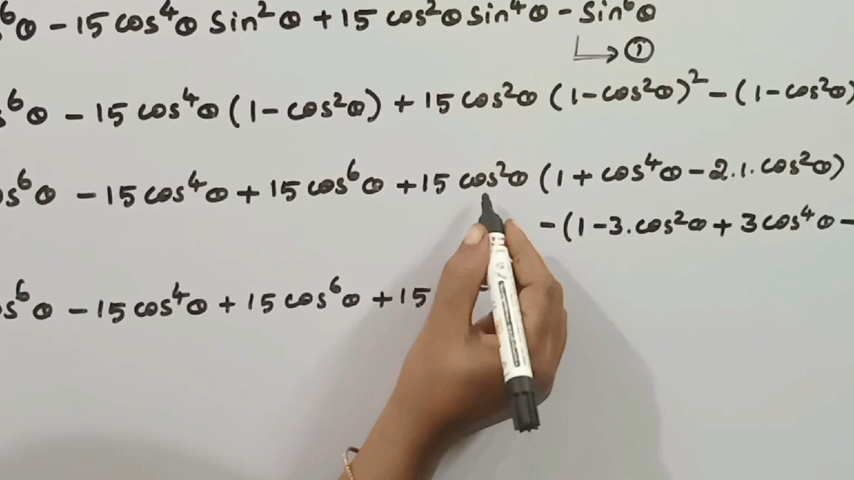 s⁶θ - 15 cos⁴θ sin²θ + 15 cos²θ sin⁴θ - sin⁶θ
↳ ①
s⁶θ - 15 cos⁴θ (1 - cos²θ) + 15 cos²θ (1 - cos²θ)² - (1 - cos²θ)
os⁶θ - 15 cos⁴θ + 15 cos⁶θ + 15 cos²θ (1 + cos⁴θ - 2.1. cos²θ)
- (1 - 3. cos²θ + 3 cos⁴θ -
s⁶θ - 15 cos⁴θ + 15 cos⁶θ + 15